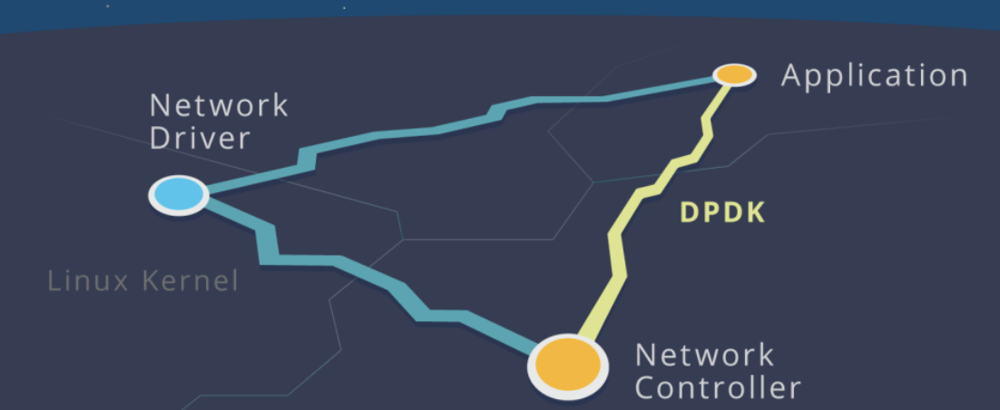 Application
Network
Driver
DPDK
Linux Kernel
Network
Controller